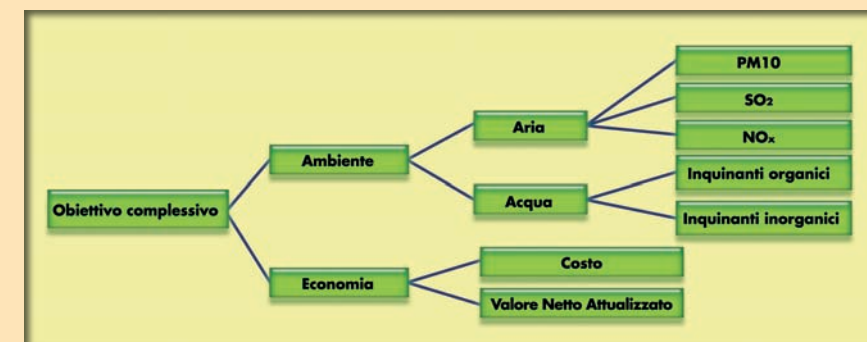 Obiettivo complessivo
Ambiente
Aria
PM10
SO₂
NOₓ
Acqua
Inquinanti organici
Inquinanti inorganici
Economia
Costo
Valore Netto Attualizzato